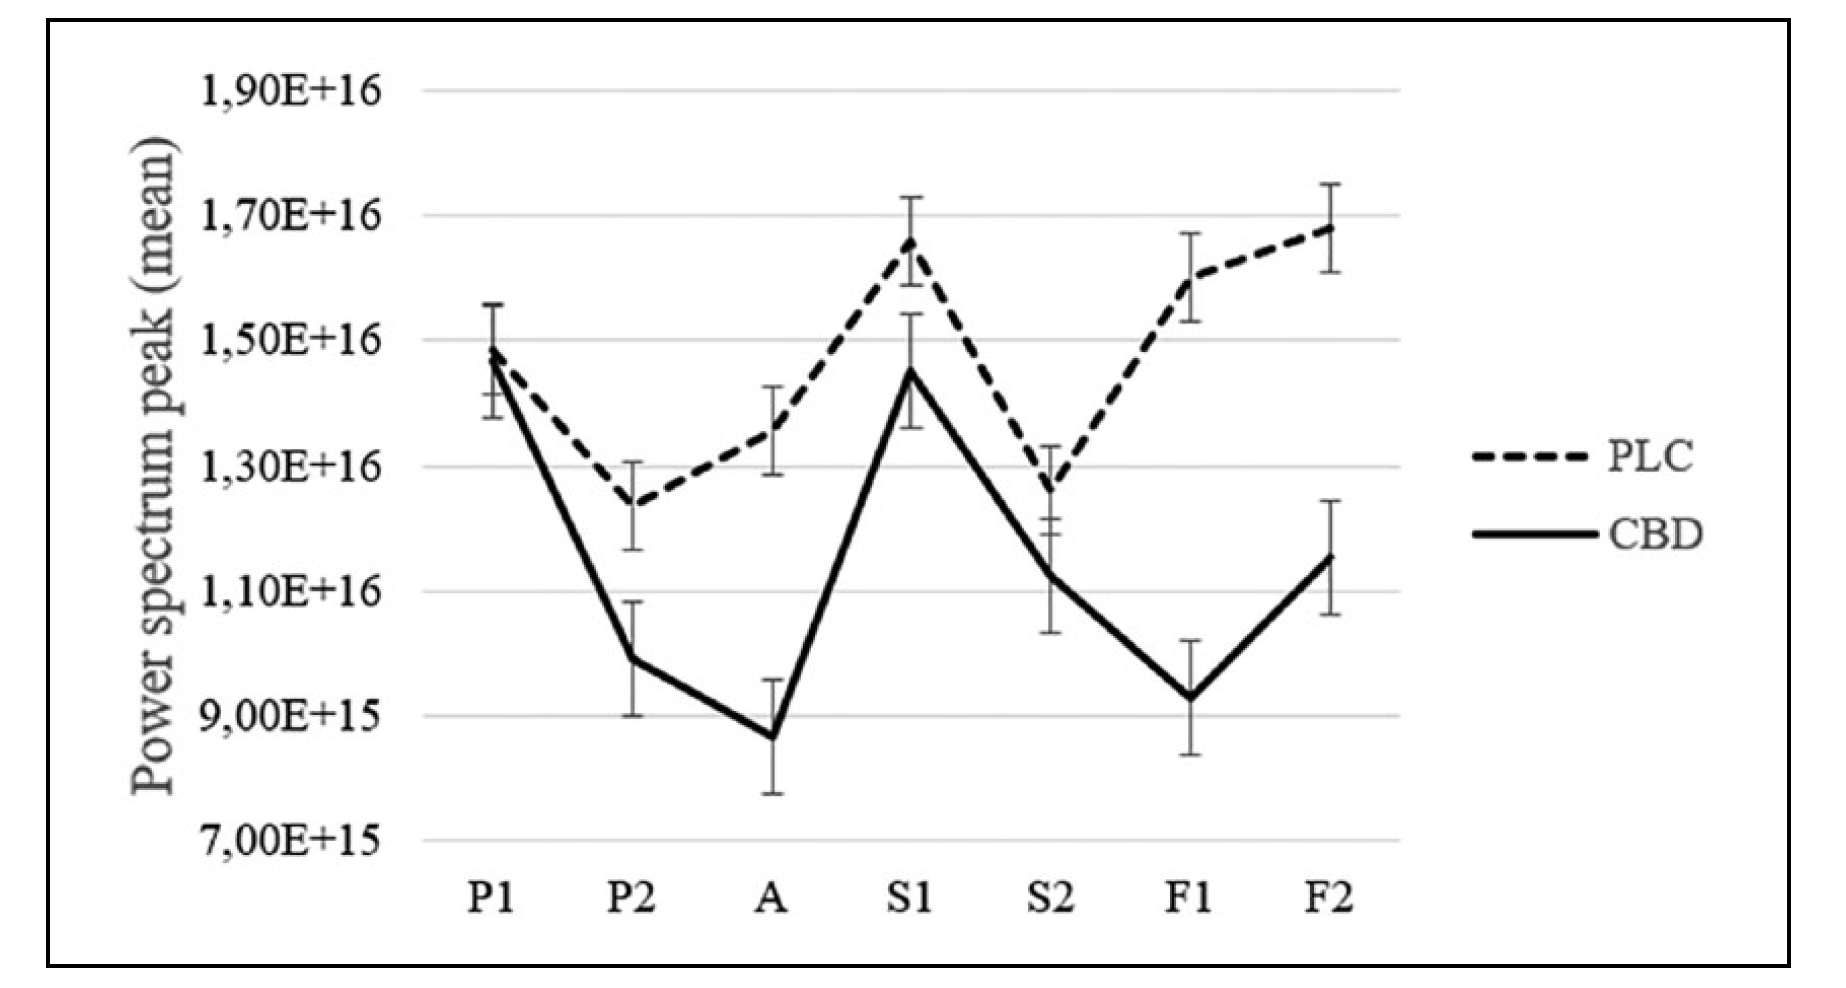 Power spectrum peak (mean)
1,90E+16
1,70E+16
1,50E+16
1,30E+16
1,10E+16
9,00E+15
7,00E+15
P1 P2 A S1 S2 F1 F2
PLC
CBD